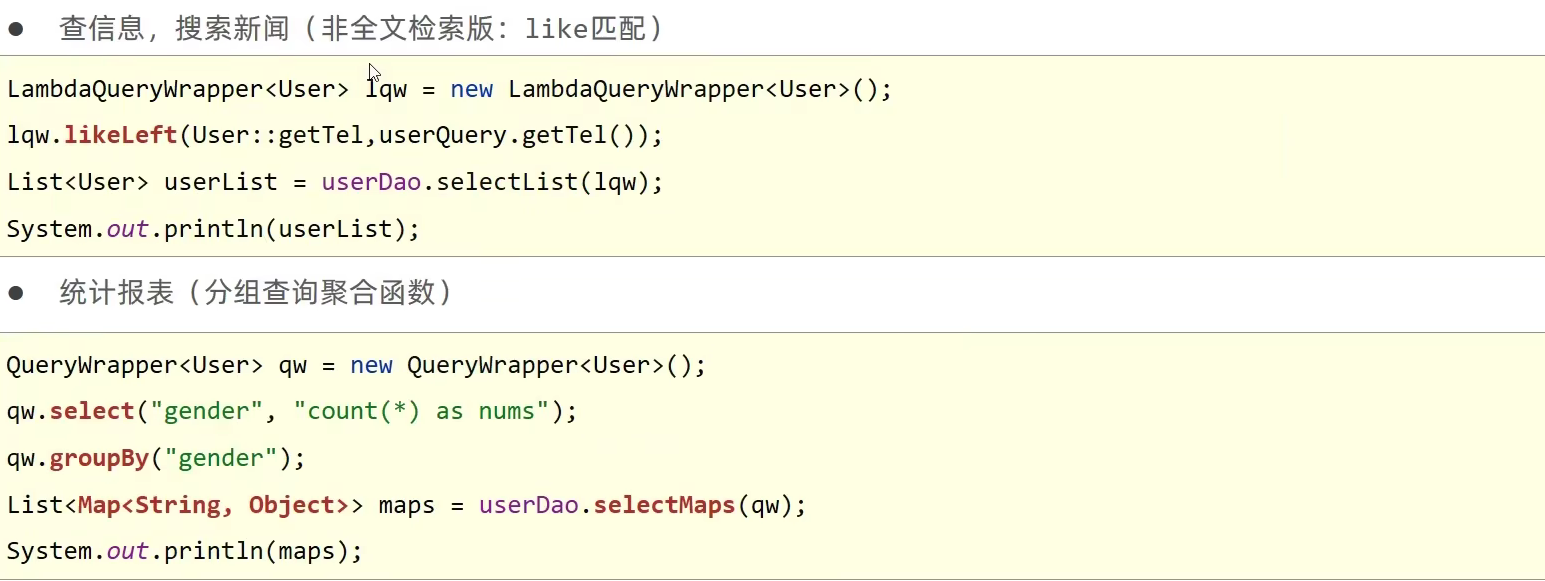 ● 查信息，搜索新闻（非全文检索版：like匹配）
LambdaQueryWrapper<User> lqw = new LambdaQueryWrapper<User>();
lqw.likeLeft(User::getTel,userQuery.getTel());
List<User> userList = userDao.selectList(lqw);
System.out.println(userList);
● 统计报表（分组查询聚合函数）
QueryWrapper<User> qw = new QueryWrapper<User>();
qw.select("gender", "count(*) as nums");
qw.groupBy("gender");
List<Map<String, Object>> maps = userDao.selectMaps(qw);
System.out.println(maps);